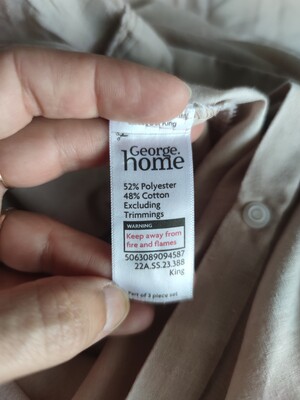 George.
home
52% Polyester
48% Cotton
Excluding
Trimmings
WARNING
Keep away from
fire and flames
5063089094587
22A.SS.23.388
King
Part of 3 piece set